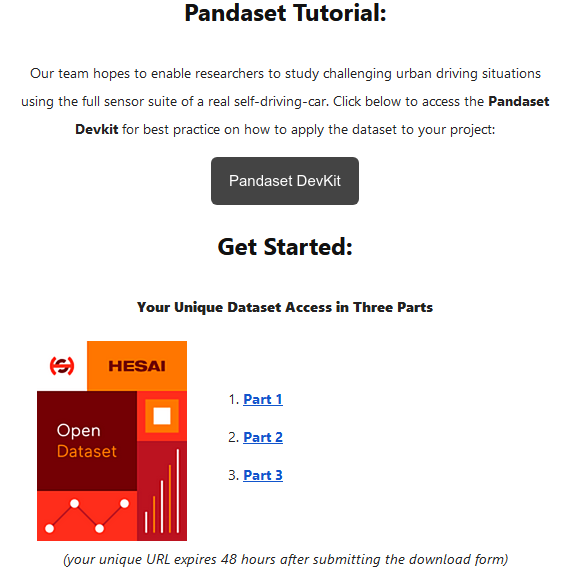 Pandaset Tutorial:
Our team hopes to enable researchers to study challenging urban driving situations
using the full sensor suite of a real self-driving-car. Click below to access the Pandaset
Devkit for best practice on how to apply the dataset to your project:
Pandaset DevKit
Get Started:
Your Unique Dataset Access in Three Parts
HESAI
Open
Dataset
1. Part 1
2. Part 2
3. Part 3
(your unique URL expires 48 hours after submitting the download form)